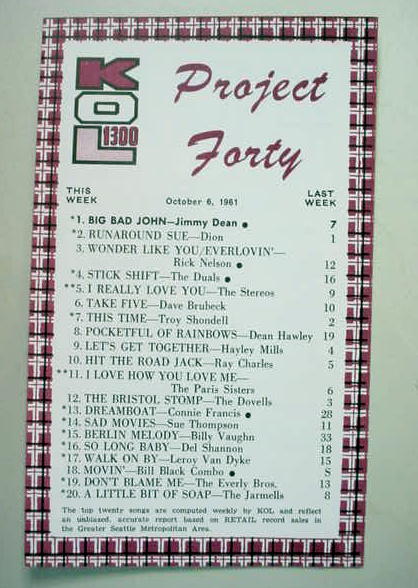 KOL
1300
Project
Forty
THIS WEEK
October 6, 1961
LAST WEEK
*1. BIG BAD JOHN—Jimmy Dean ● 7
*2. RUNAROUND SUE—Dion 1
3. WONDER LIKE YOU/EVERLOVIN'—
Rick Nelson ● 12
*4. STICK SHIFT—The Duals ● 16
**5. I REALLY LOVE YOU—The Stereos 9
6. TAKE FIVE—Dave Brubeck 10
*7. THIS TIME—Troy Shondell 2
8. POCKETFUL OF RAINBOWS—Dean Hawley 19
9. LET'S GET TOGETHER—Hayley Mills 4
10. HIT THE ROAD JACK—Ray Charles 5
**11. I LOVE HOW YOU LOVE ME—
The Paris Sisters 6
12. THE BRISTOL STOMP—The Dovells 3
*13. DREAMBOAT—Connie Francis ● 28
*14. SAD MOVIES—Sue Thompson 11
*15. BERLIN MELODY—Billy Vaughn 33
*16. SO LONG BABY—Del Shannon 18
*17. WALK ON BY—Leroy Van Dyke 15
18. MOVIN'—Bill Black Combo ● S
*19. DON'T BLAME ME—The Everly Bros. 13
*20. A LITTLE BIT OF SOAP—The Jarmells 8
The top twenty songs are computed weekly by KOL and reflect
an unbiased, accurate report based on RETAIL record sales in
the Greater Seattle Metropolitan Area.